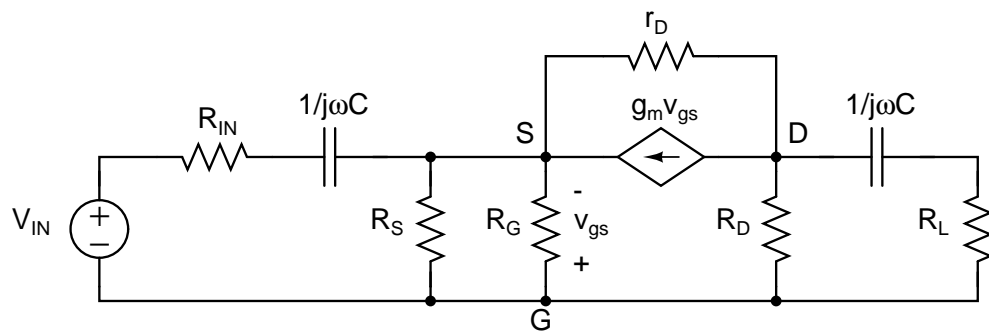 r_D
1/jωC
g_m v_gs
1/jωC
R_IN
S
D
+
−
V_IN
R_S
R_G
-
v_gs
+
R_D
R_L
G